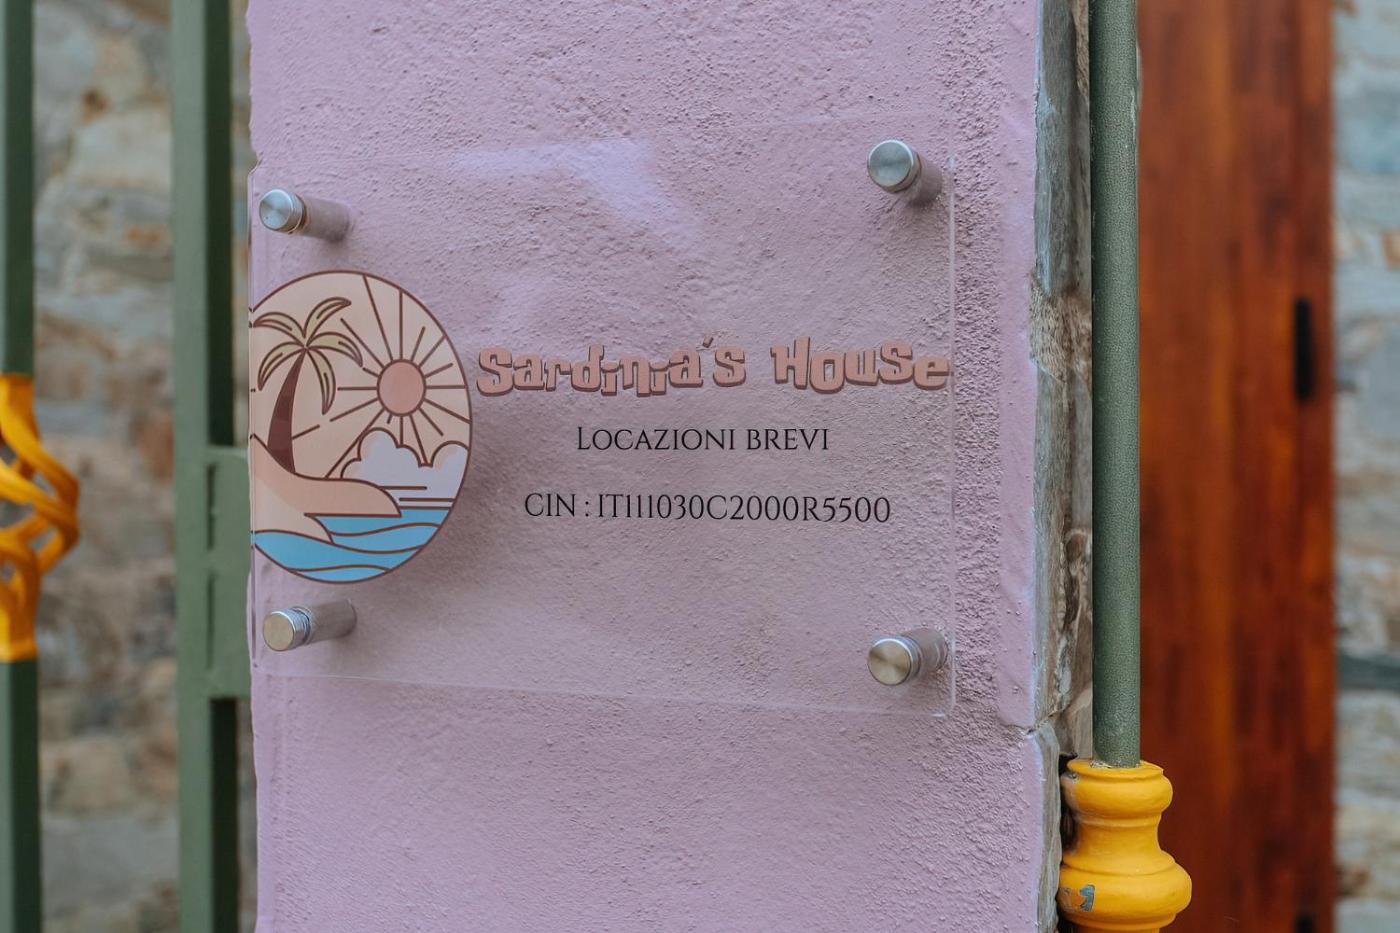 Sardinia's House
Locazioni brevi
CIN : IT111030C2000R5500